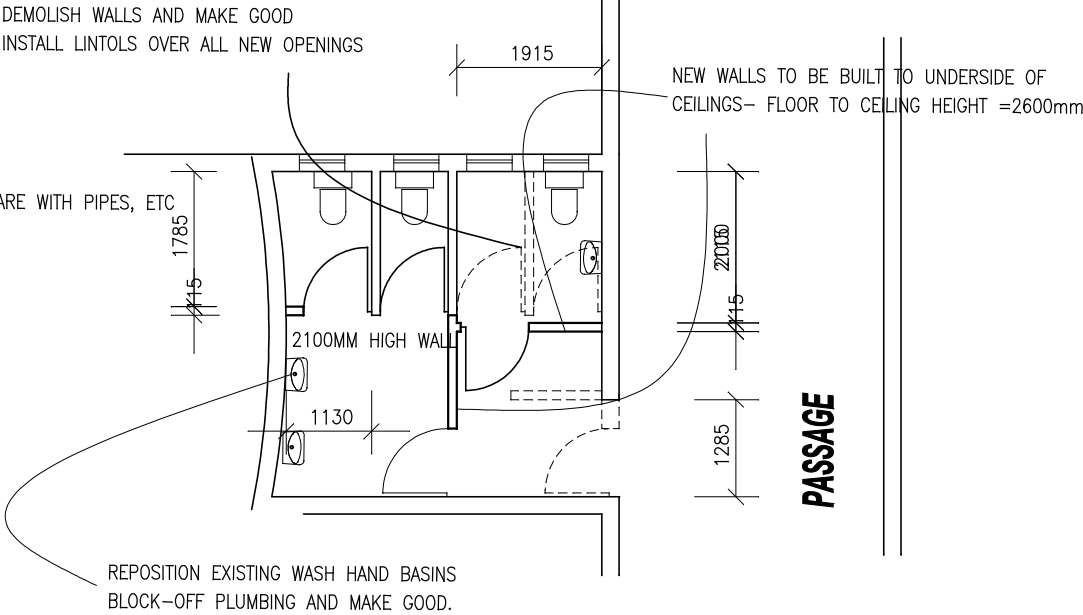 DEMOLISH WALLS AND MAKE GOOD
INSTALL LINTOLS OVER ALL NEW OPENINGS
1915
NEW WALLS TO BE BUILT TO UNDERSIDE OF
CEILINGS- FLOOR TO CEILING HEIGHT =2600mm
ARE WITH PIPES, ETC
1785
115
2100MM HIGH WALL
1130
115
1285
PASSAGE
REPOSITION EXISTING WASH HAND BASINS
BLOCK-OFF PLUMBING AND MAKE GOOD.